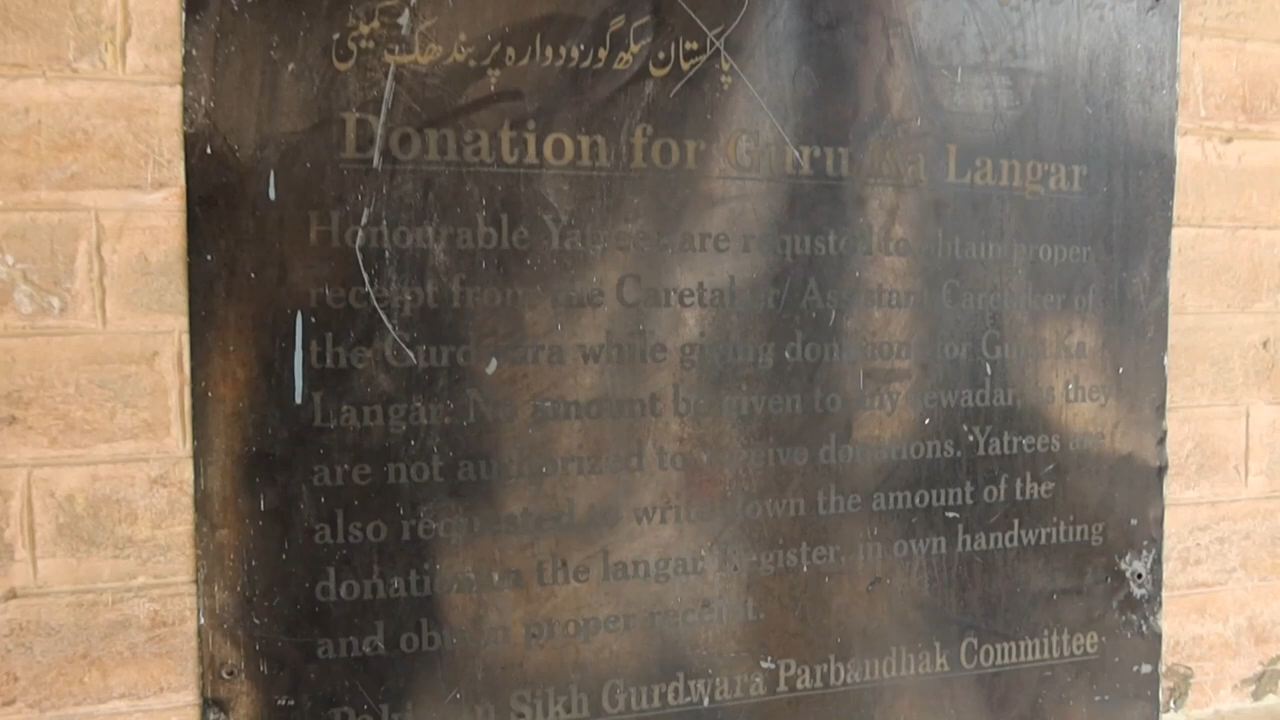 پاکستان سکھ گوردوارہ پر بندھک کمیٹی
Donation for Guru Ka Langar
Honourable Yatrees are requsted to obtain proper
receipt from the Caretaker/ Assistant Caretaker of
the Gurdwara while giving donations for Guru Ka
Langar. No amount be given to any sewadar, as they
are not authorized to receive donations. Yatrees are
also requested to write down the amount of the
donation in the langar Register, in own handwriting
and obtain proper receipt.
Pakistan Sikh Gurdwara Parbandhak Committee